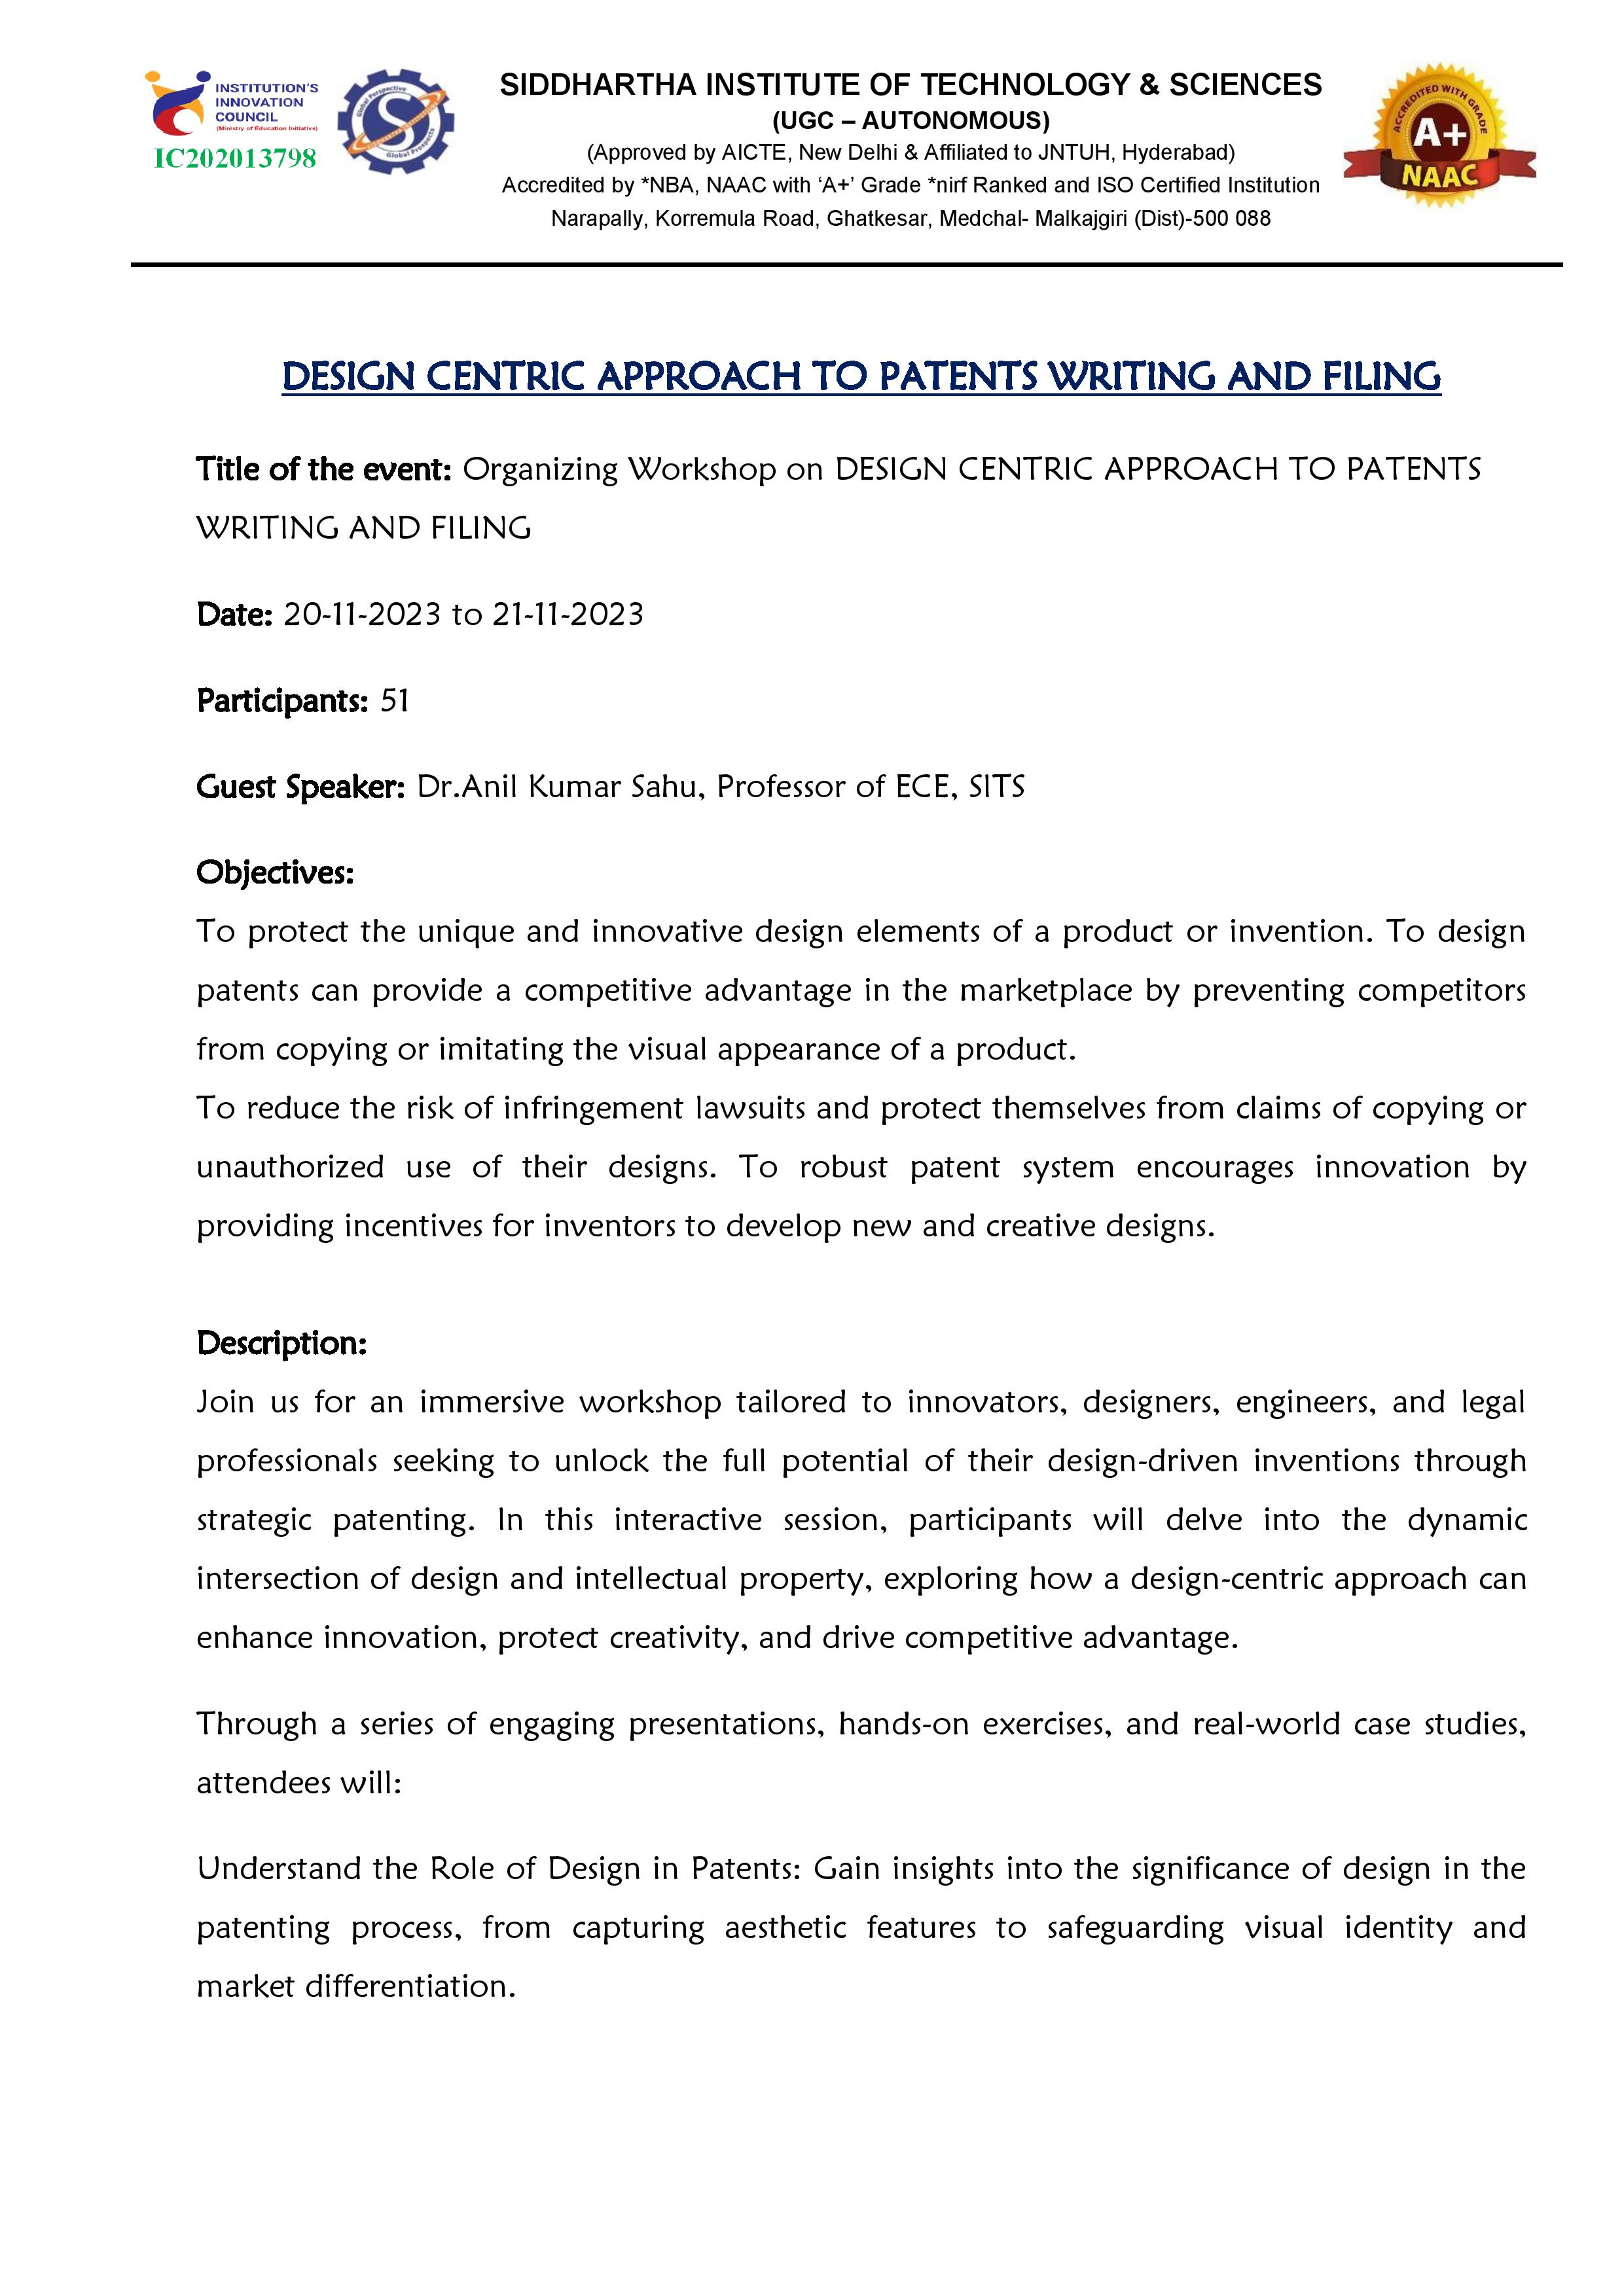 INSTITUTION'S
INNOVATION
COUNCIL
(Ministry of Education Initiative)
IC202013798
Global Perspective
S
Global Prospects
SIDDHARTHA INSTITUTE OF TECHNOLOGY & SCIENCES
(UGC – AUTONOMOUS)
(Approved by AICTE, New Delhi & Affiliated to JNTUH, Hyderabad)
Accredited by *NBA, NAAC with ‘A+’ Grade *nirf Ranked and ISO Certified Institution
Narapally, Korremula Road, Ghatkesar, Medchal- Malkajgiri (Dist)-500 088
ACCREDITED WITH GRADE
A+
NAAC
DESIGN CENTRIC APPROACH TO PATENTS WRITING AND FILING
Title of the event: Organizing Workshop on DESIGN CENTRIC APPROACH TO PATENTS
WRITING AND FILING
Date: 20-11-2023 to 21-11-2023
Participants: 51
Guest Speaker: Dr.Anil Kumar Sahu, Professor of ECE, SITS
Objectives:
To protect the unique and innovative design elements of a product or invention. To design
patents can provide a competitive advantage in the marketplace by preventing competitors
from copying or imitating the visual appearance of a product.
To reduce the risk of infringement lawsuits and protect themselves from claims of copying or
unauthorized use of their designs. To robust patent system encourages innovation by
providing incentives for inventors to develop new and creative designs.
Description:
Join us for an immersive workshop tailored to innovators, designers, engineers, and legal
professionals seeking to unlock the full potential of their design-driven inventions through
strategic patenting. In this interactive session, participants will delve into the dynamic
intersection of design and intellectual property, exploring how a design-centric approach can
enhance innovation, protect creativity, and drive competitive advantage.
Through a series of engaging presentations, hands-on exercises, and real-world case studies,
attendees will:
Understand the Role of Design in Patents: Gain insights into the significance of design in the
patenting process, from capturing aesthetic features to safeguarding visual identity and
market differentiation.